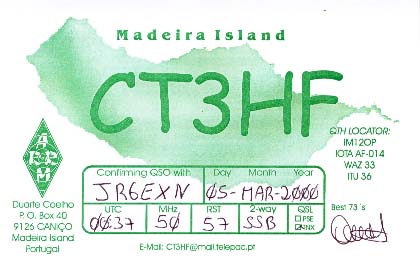 Madeira Island
CT3HF
QTH LOCATOR:
IM12OP
IOTA AF-014
WAZ 33
ITU 36
ARRM
Duarte Coelho
P. O. Box 40
9126 CANIÇO
Madeira Island
Portugal
Confirming QSO with Day Month Year
JR6EXN 05- MAR-2000
UTC MHz RST 2-way QSL
00:37 50 57 SSB PSE
TNX
Best 73´s
E-Mail: CT3HF@mail.telepac.pt